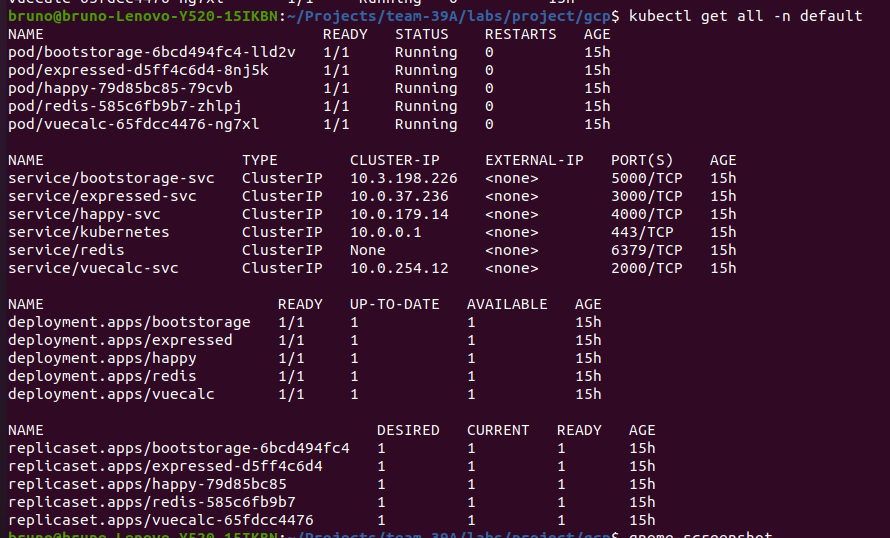 bruno@bruno-Lenovo-Y520-15IKBN:~/Projects/team-39A/labs/project/gcp$ kubectl get all -n default
NAME                               READY   STATUS    RESTARTS   AGE
pod/bootstorage-6bcd494fc4-lld2v   1/1     Running   0          15h
pod/expressed-d5ff4c6d4-8nj5k      1/1     Running   0          15h
pod/happy-79d85bc85-79cvb          1/1     Running   0          15h
pod/redis-585c6fb9b7-zhlpj         1/1     Running   0          15h
pod/vuecalc-65fdcc4476-ng7xl       1/1     Running   0          15h

NAME                      TYPE        CLUSTER-IP     EXTERNAL-IP   PORT(S)    AGE
service/bootstorage-svc   ClusterIP   10.3.198.226   <none>        5000/TCP   15h
service/expressed-svc     ClusterIP   10.0.37.236    <none>        3000/TCP   15h
service/happy-svc         ClusterIP   10.0.179.14    <none>        4000/TCP   15h
service/kubernetes        ClusterIP   10.0.0.1       <none>        443/TCP    15h
service/redis             ClusterIP   None           <none>        6379/TCP   15h
service/vuecalc-svc       ClusterIP   10.0.254.12    <none>        2000/TCP   15h

NAME                          READY   UP-TO-DATE   AVAILABLE   AGE
deployment.apps/bootstorage   1/1     1            1           15h
deployment.apps/expressed     1/1     1            1           15h
deployment.apps/happy         1/1     1            1           15h
deployment.apps/redis         1/1     1            1           15h
deployment.apps/vuecalc       1/1     1            1           15h

NAME                                     DESIRED   CURRENT   READY   AGE
replicaset.apps/bootstorage-6bcd494fc4   1         1         1       15h
replicaset.apps/expressed-d5ff4c6d4      1         1         1       15h
replicaset.apps/happy-79d85bc85          1         1         1       15h
replicaset.apps/redis-585c6fb9b7         1         1         1       15h
replicaset.apps/vuecalc-65fdcc4476       1         1         1       15h
bruno@bruno-Lenovo-Y520-15IKBN:~/Projects/team-39A/labs/project/gcp$ gnome-screenshot